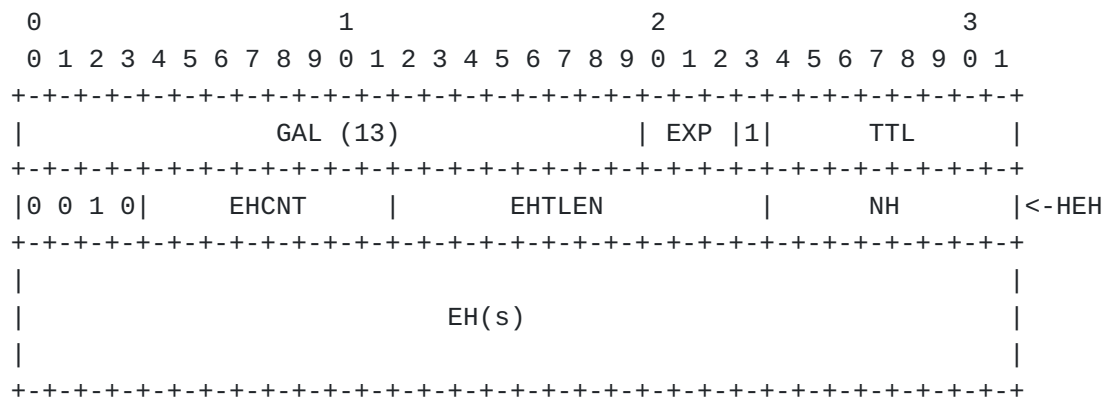 0                   1                   2                   3
 0 1 2 3 4 5 6 7 8 9 0 1 2 3 4 5 6 7 8 9 0 1 2 3 4 5 6 7 8 9 0 1
+-+-+-+-+-+-+-+-+-+-+-+-+-+-+-+-+-+-+-+-+-+-+-+-+-+-+-+-+-+-+-+-+
|                GAL (13)               | EXP |1|      TTL      |
+-+-+-+-+-+-+-+-+-+-+-+-+-+-+-+-+-+-+-+-+-+-+-+-+-+-+-+-+-+-+-+-+
|0 0 1 0|     EHCNT     |       EHTLEN          |      NH       |<-HEH
+-+-+-+-+-+-+-+-+-+-+-+-+-+-+-+-+-+-+-+-+-+-+-+-+-+-+-+-+-+-+-+-+
|                                                               |
|                           EH(s)                               |
|                                                               |
+-+-+-+-+-+-+-+-+-+-+-+-+-+-+-+-+-+-+-+-+-+-+-+-+-+-+-+-+-+-+-+-+